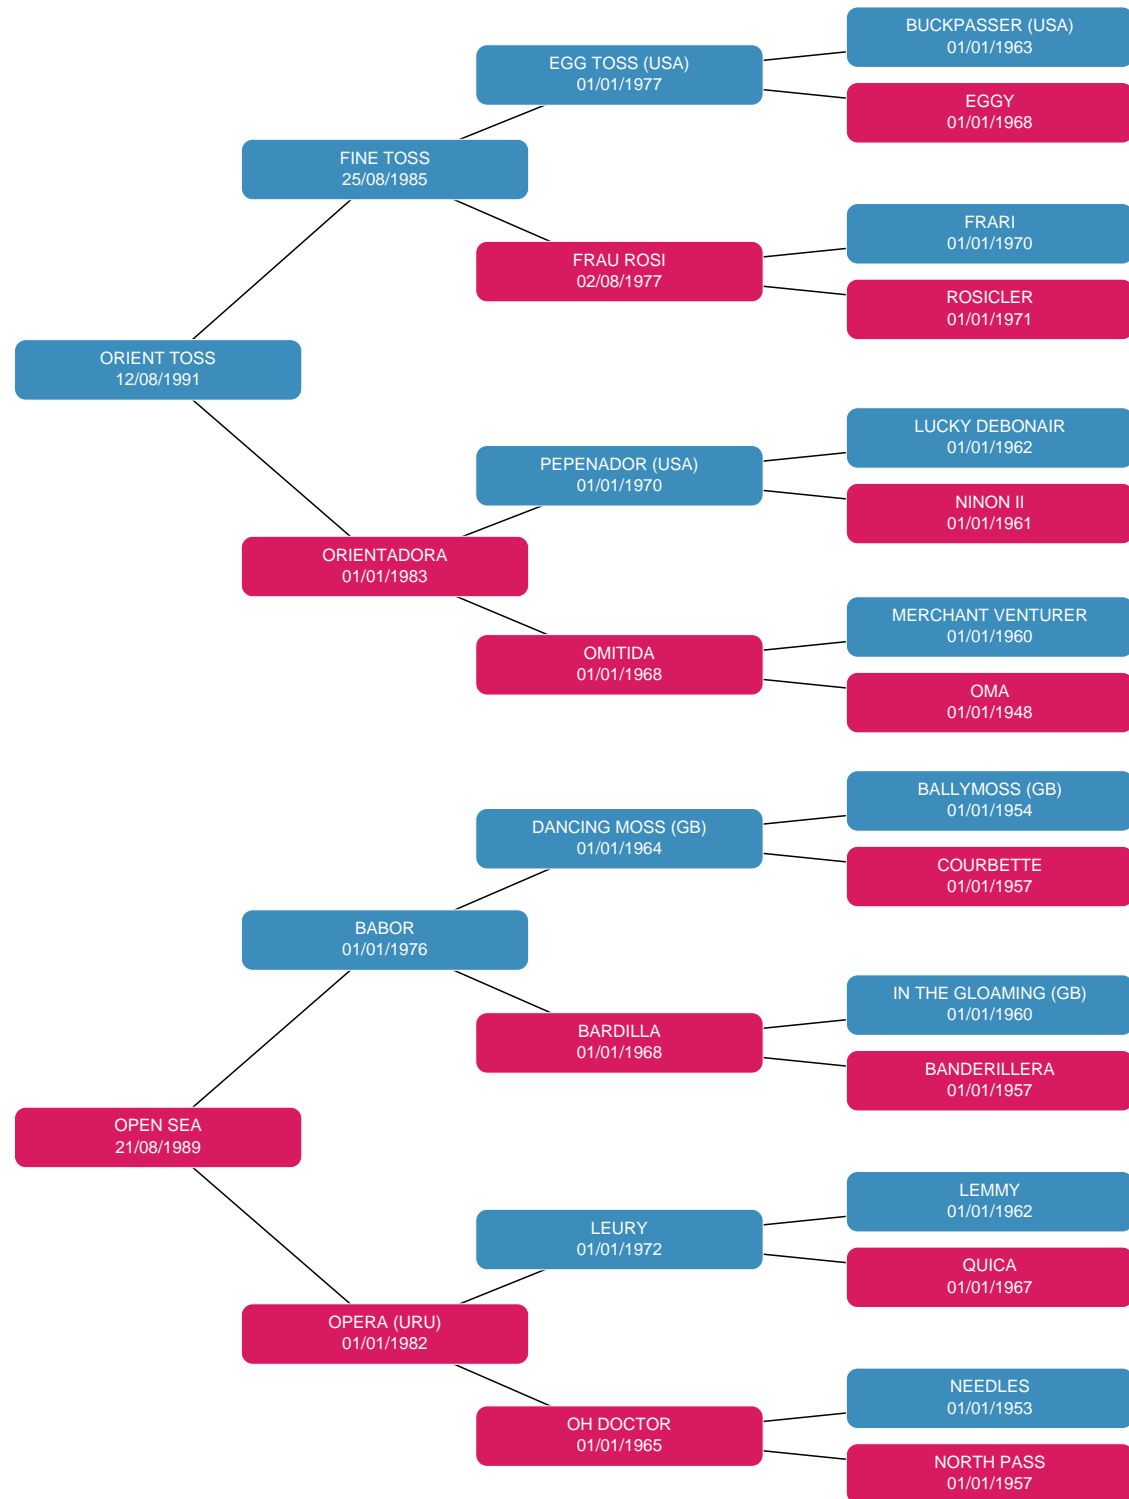 BUCKPASSER (USA)
01/01/1963
EGG TOSS (USA)
01/01/1977
EGGY
01/01/1968
FINE TOSS
25/08/1985
FRARI
01/01/1970
FRAU ROSI
02/08/1977
ROSICLER
01/01/1971
ORIENT TOSS
12/08/1991
LUCKY DEBONAIR
01/01/1962
PEPENADOR (USA)
01/01/1970
NINON II
01/01/1961
ORIENTADORA
01/01/1983
MERCHANT VENTURER
01/01/1960
OMITIDA
01/01/1968
OMA
01/01/1948
BALLYMOSS (GB)
01/01/1954
DANCING MOSS (GB)
01/01/1964
COURBETTE
01/01/1957
BABOR
01/01/1976
IN THE GLOAMING (GB)
01/01/1960
BARDILLA
01/01/1968
BANDERILLERA
01/01/1957
OPEN SEA
21/08/1989
LEMMY
01/01/1962
LEURY
01/01/1972
QUICA
01/01/1967
OPERA (URU)
01/01/1982
NEEDLES
01/01/1953
OH DOCTOR
01/01/1965
NORTH PASS
01/01/1957